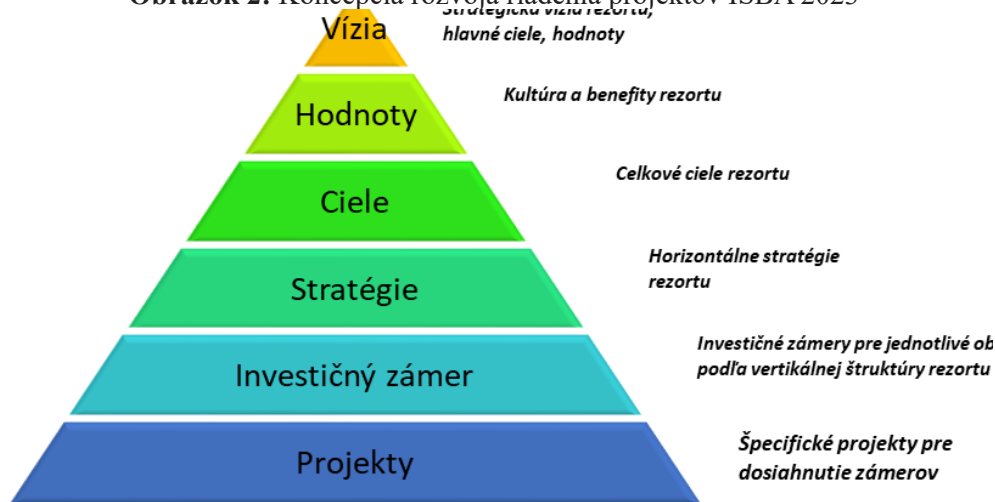 Obrázok 2: Koncepcia rozvoja riadenia projektov ISBA
Vízia
Strategická vízia rezortu,
hlavné ciele, hodnoty
Hodnoty
Kultúra a benefity rezortu
Ciele
Celkové ciele rezortu
Stratégie
Horizontálne stratégie
rezortu
Investičný zámer
Investičné zámery pre jednotlivé ob
podľa vertikálnej štruktúry rezortu
Projekty
Špecifické projekty pre
dosiahnutie zámerov